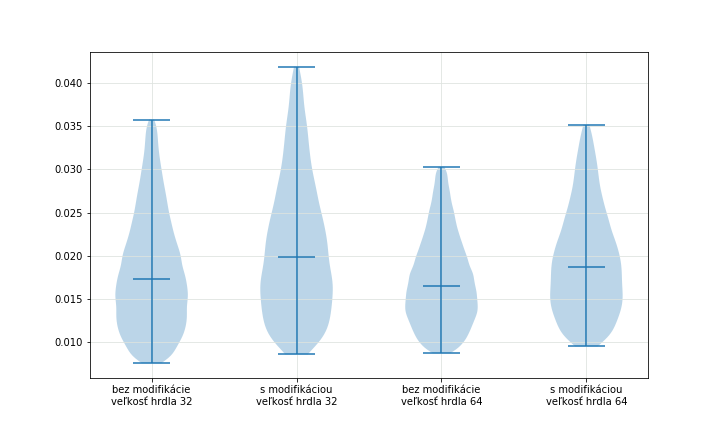 0.040
0.035
0.030
0.025
0.020
0.015
0.010
bez modifikácie
veľkosť hrdla 32
s modifikáciou
veľkosť hrdla 32
bez modifikácie
veľkosť hrdla 64
s modifikáciou
veľkosť hrdla 64